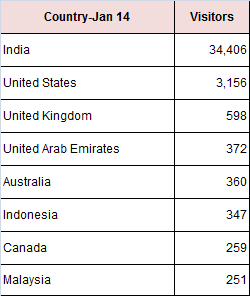 Country-Jan 14 Visitors
India 34,406
United States 3,156
United Kingdom 598
United Arab Emirates 372
Australia 360
Indonesia 347
Canada 259
Malaysia 251